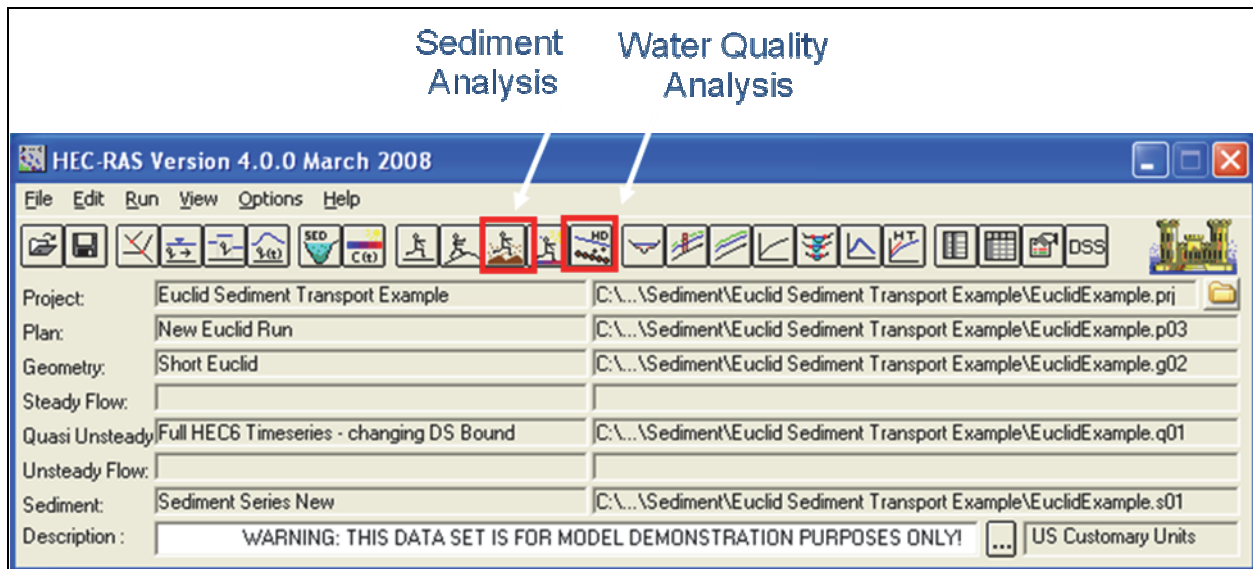 Sediment Analysis
Water Quality Analysis
HEC-RAS Version 4.0.0 March 2008
File Edit Run View Options Help
SED C(t) HD H T DSS
Project: Euclid Sediment Transport Example C:\...\Sediment\Euclid Sediment Transport Example\EuclidExample.prj
Plan: New Euclid Run C:\...\Sediment\Euclid Sediment Transport Example\EuclidExample.p03
Geometry: Short Euclid C:\...\Sediment\Euclid Sediment Transport Example\EuclidExample.g02
Steady Flow:
Quasi Unsteady Full HEC6 Timeseries - changing DS Bound C:\...\Sediment\Euclid Sediment Transport Example\EuclidExample.q01
Unsteady Flow:
Sediment: Sediment Series New C:\...\Sediment\Euclid Sediment Transport Example\EuclidExample.s01
Description : WARNING: THIS DATA SET IS FOR MODEL DEMONSTRATION PURPOSES ONLY! ... US Customary Units